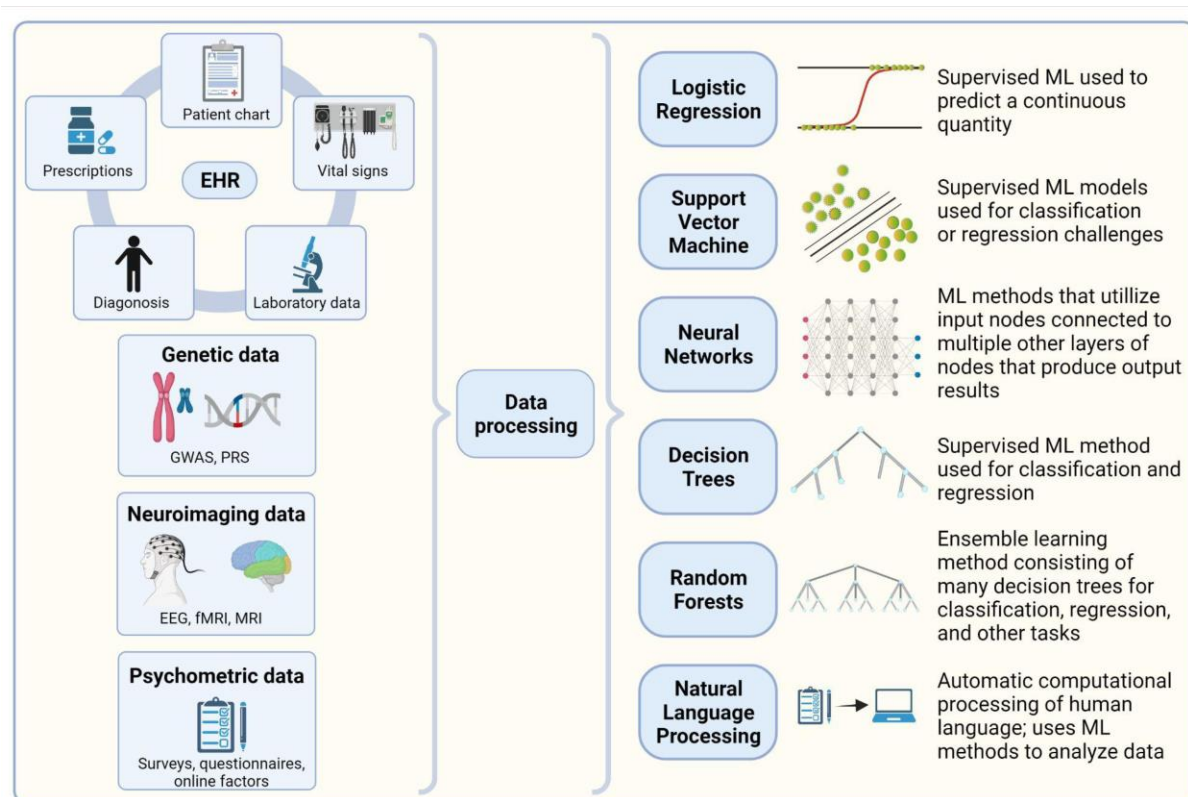 Patient chart
Prescriptions
EHR
Vital signs
Diagonosis
Laboratory data
Genetic data
GWAS, PRS
Neuroimaging data
EEG, fMRI, MRI
Psychometric data
Surveys, questionnaires,
online factors
Data
processing
Logistic
Regression
Supervised ML used to
predict a continuous
quantity
Support
Vector
Machine
Supervised ML models
used for classification
or regression challenges
Neural
Networks
ML methods that utillize
input nodes connected to
multiple other layers of
nodes that produce output
results
Decision
Trees
Supervised ML method
used for classification and
regression
Random
Forests
Ensemble learning
method consisting of
many decision trees for
classification, regression,
and other tasks
Natural
Language
Processing
Automatic computational
processing of human
language; uses ML
methods to analyze data